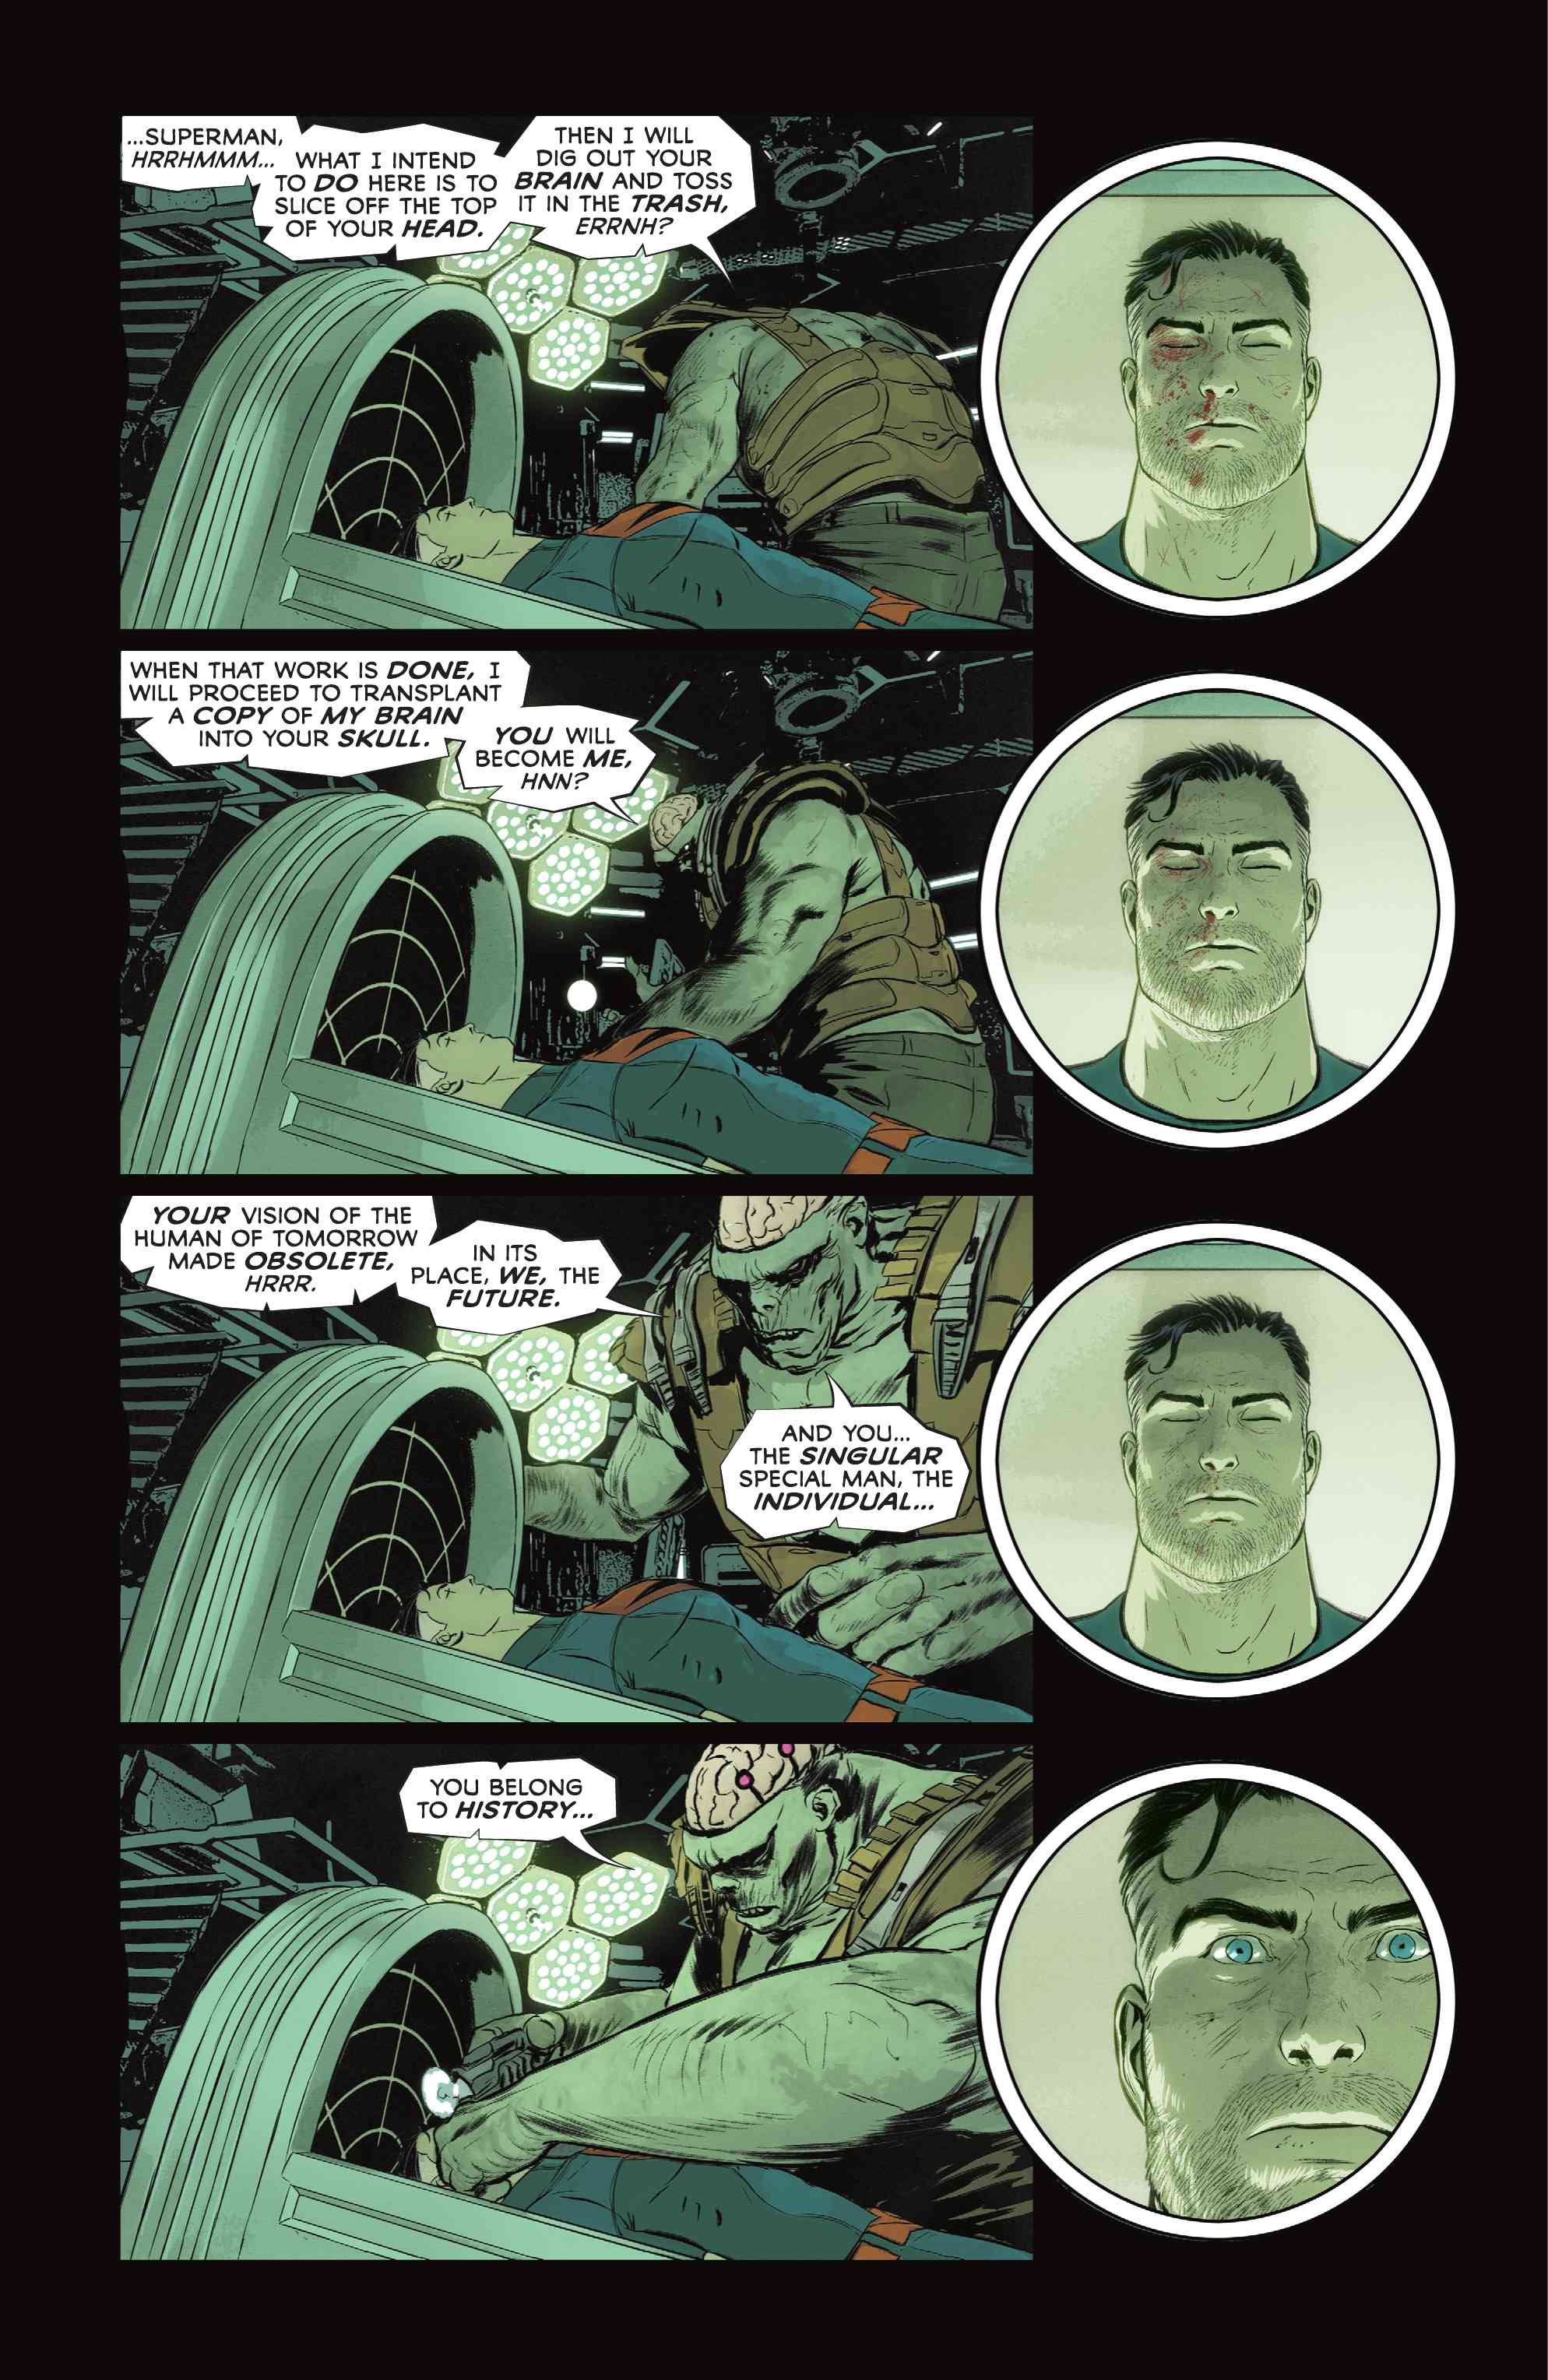 ...SUPERMAN,
HRRHMMM...
WHAT I INTEND
TO DO HERE IS TO
SLICE OFF THE TOP
OF YOUR HEAD.
THEN I WILL
DIG OUT YOUR
BRAIN AND TOSS
IT IN THE TRASH,
ERRNH?
WHEN THAT WORK IS DONE, I
WILL PROCEED TO TRANSPLANT
A COPY OF MY BRAIN
INTO YOUR SKULL.
YOU WILL
BECOME ME,
HNN?
YOUR VISION OF THE
HUMAN OF TOMORROW
MADE OBSOLETE,
HRRR.
IN ITS
PLACE, WE, THE
FUTURE.
AND YOU...
THE SINGULAR
SPECIAL MAN, THE
INDIVIDUAL...
YOU BELONG
TO HISTORY...